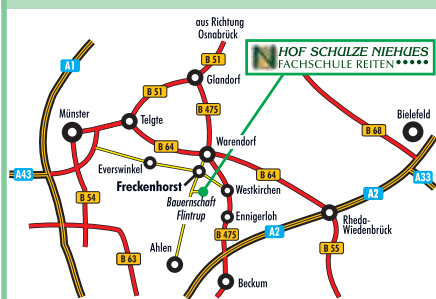 aus Richtung
Osnabrück
HOF SCHULZE NIEHUES
FACHSCHULE REITEN
A1
B 51
Glandorf
B 51
B 475
Münster
Telgte
Bielefeld
B 68
B 64
Warendorf
Everswinkel
A43
B 64
A33
Freckenhorst
Westkirchen
B 54
Bauernschaft
Flintrup
A2
Ennigerloh
Rheda-
Wiedenbrück
A2
B 475
Ahlen
B 63
B 55
Beckum